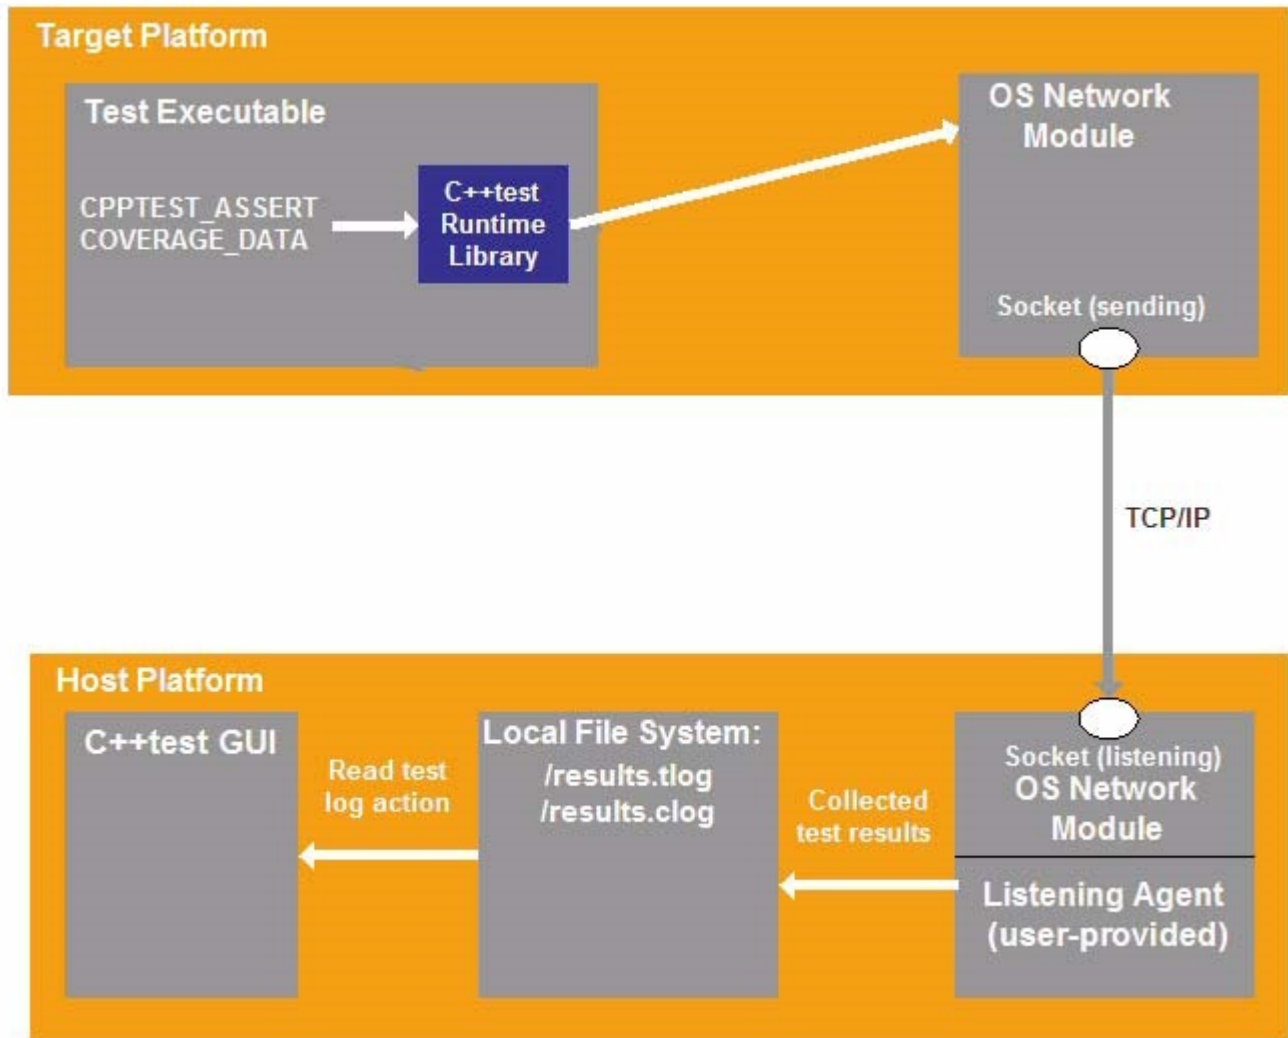 Target Platform
Test Executable
CPPTEST_ASSERT
COVERAGE_DATA
C++test
Runtime
Library
OS Network
Module
Socket (sending)
TCP/IP
Host Platform
C++test GUI
Read test
log action
Local File System:
/results.tlog
/results.clog
Collected
test results
Socket (listening)
OS Network
Module
Listening Agent
(user-provided)